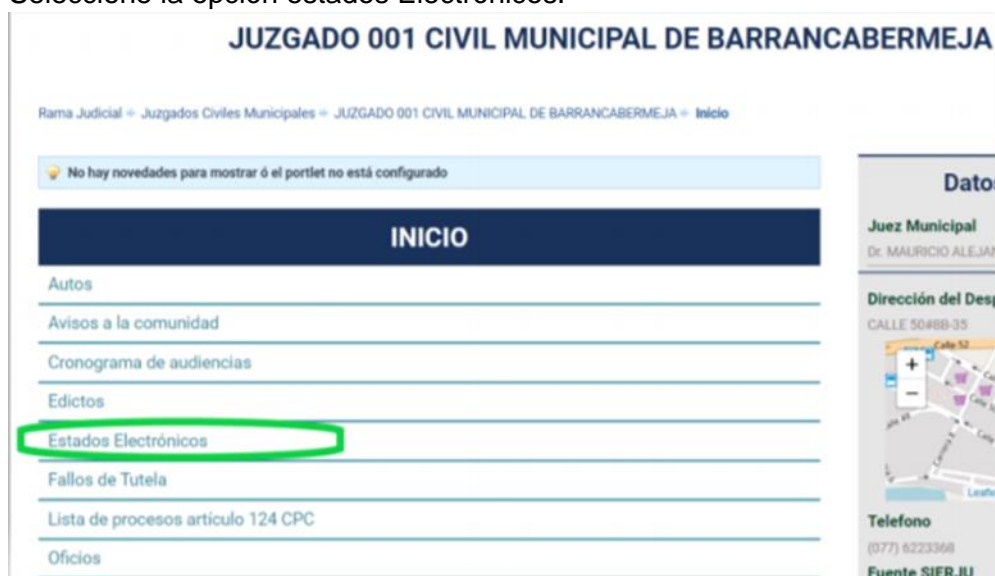 Seleccione la opción estados Electrónicos.
JUZGADO 001 CIVIL MUNICIPAL DE BARRANCABERMEJA
Rama Judicial Juzgados Civiles Municipales JUZGADO 001 CIVIL MUNICIPAL DE BARRANCABERMEJA Inicio
No hay novedades para mostrar ó el portlet no está configurado
INICIO
Autos
Avisos a la comunidad
Cronograma de audiencias
Edictos
Estados Electrónicos
Fallos de Tutela
Lista de procesos artículo 124 CPC
Oficios
Datos
Juez Municipal
Dr. MAURICIO ALEJAN
Dirección del Desp
CALLE 50#8B-35
Calle 52
+
−
Leafle
Telefono
(077) 6223368
Fuente SIERJU